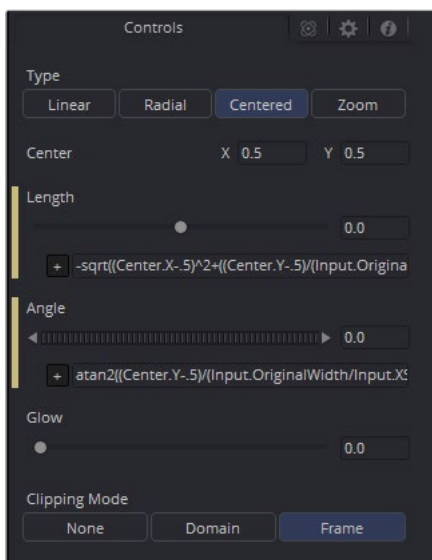 Controls
Type
Linear Radial Centered Zoom
Center X 0.5 Y 0.5
Length
0.0
+ -sqrt((Center.X-.5)^2+((Center.Y-.5)/(Input.Origina
Angle
0.0
+ atan2((Center.Y-.5)/(Input.OriginalWidth/Input.XS
Glow
0.0
Clipping Mode
None Domain Frame